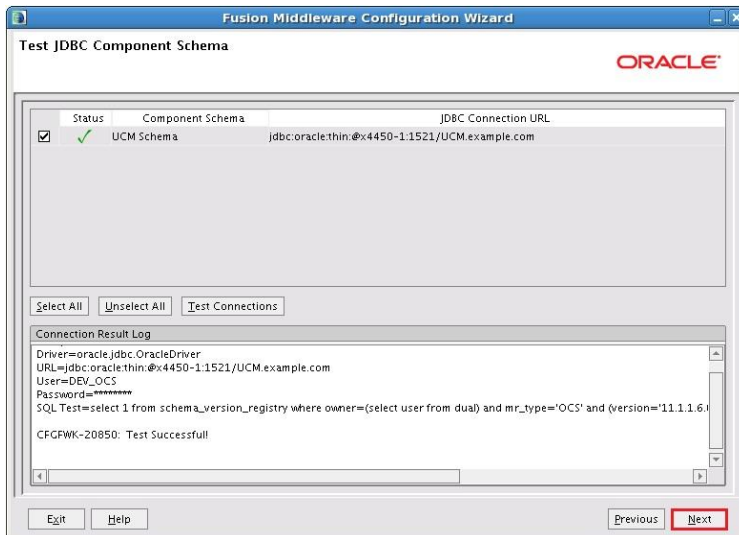 Fusion Middleware Configuration Wizard
Test JDBC Component Schema
ORACLE
Status Component Schema JDBC Connection URL
UCM Schema jdbc:oracle:thin:@x4450-1:1521/UCM.example.com
Select All Unselect All Test Connections
Connection Result Log
Driver=oracle.jdbc.OracleDriver
URL=jdbc:oracle:thin:@x4450-1:1521/UCM.example.com
User=DEV_OCS
Password=********
SQL Test=select 1 from schema_version_registry where owner=(select user from dual) and mr_type='OCS' and (version='11.1.1.6.
CFGFWK-20850: Test Successful!
Exit Help Previous Next